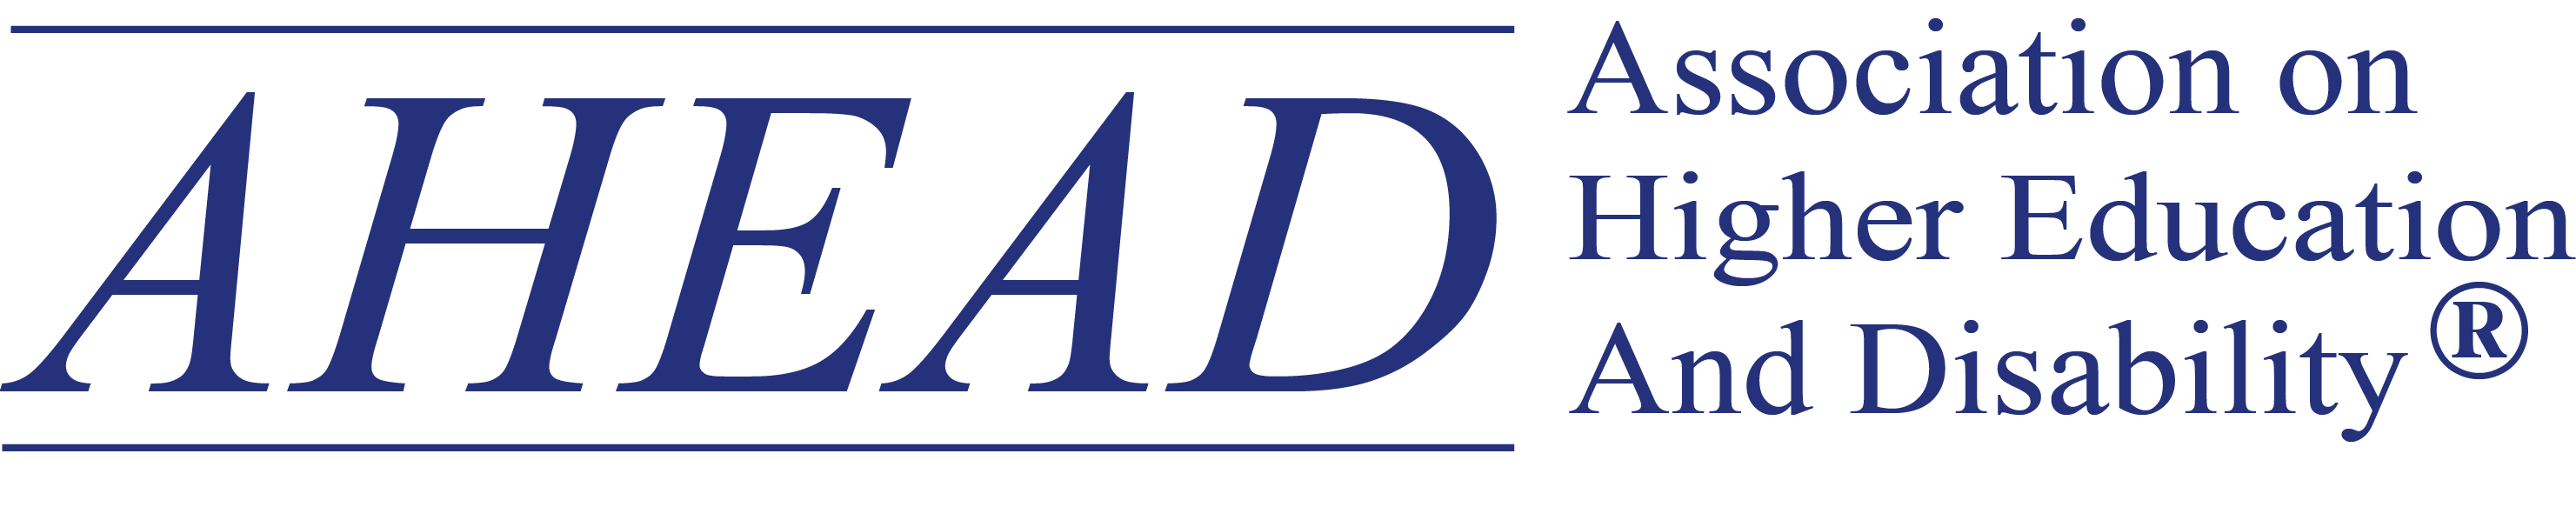 AHEAD
Association on
Higher Education
And Disability®